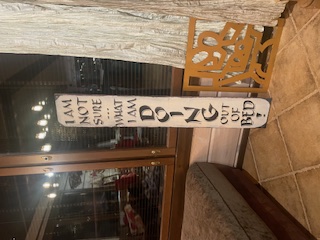 I AM
NOT
SURE
...
WHAT
I AM
DOING
OUT
OF
BED!